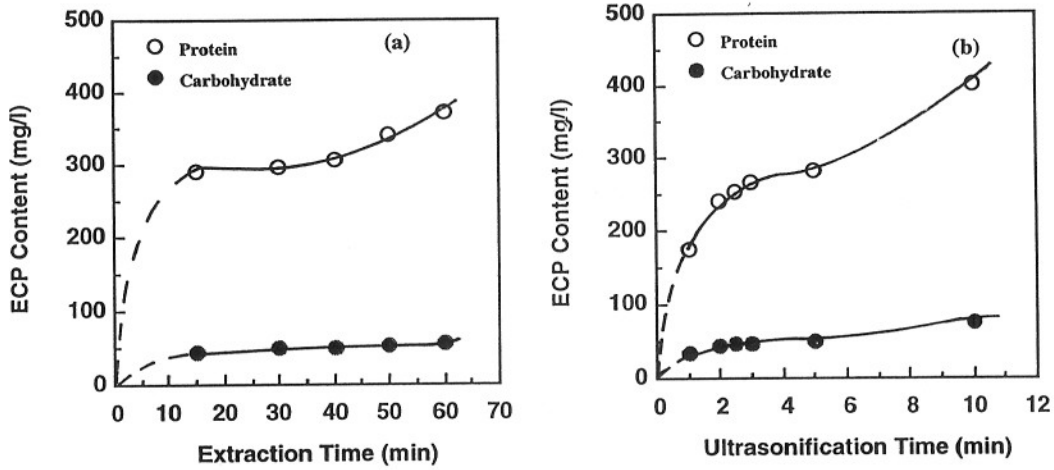 500
400
300
200
100
0
ECP Content (mg/l)
(a)
Protein
Carbohydrate
0 10 20 30 40 50 60 70
Extraction Time (min)
500
400
300
250
200
100
0
ECP Content (mg/l)
(b)
Protein
Carbohydrate
0 2 4 6 8 10 12
Ultrasonification Time (min)